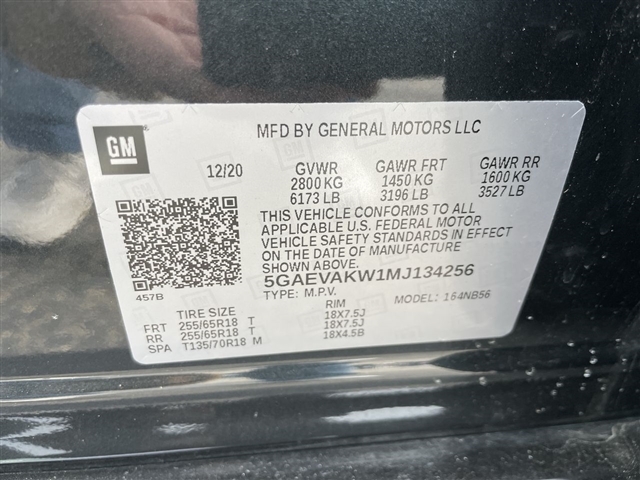 GM
MFD BY GENERAL MOTORS LLC
12/20 GVWR GAWR FRT GAWR RR
2800 KG 1450 KG 1600 KG
6173 LB 3196 LB 3527 LB
THIS VEHICLE CONFORMS TO ALL
APPLICABLE U.S. FEDERAL MOTOR
VEHICLE SAFETY STANDARDS IN EFFECT
ON THE DATE OF MANUFACTURE
SHOWN ABOVE.
5GAEVAKW1MJ134256
457B TYPE: M.P.V. MODEL: 164NB56
TIRE SIZE RIM
FRT 255/65R18 T 18X7.5J
RR 255/65R18 T 18X7.5J
SPA T135/70R18 M 18X4.5B